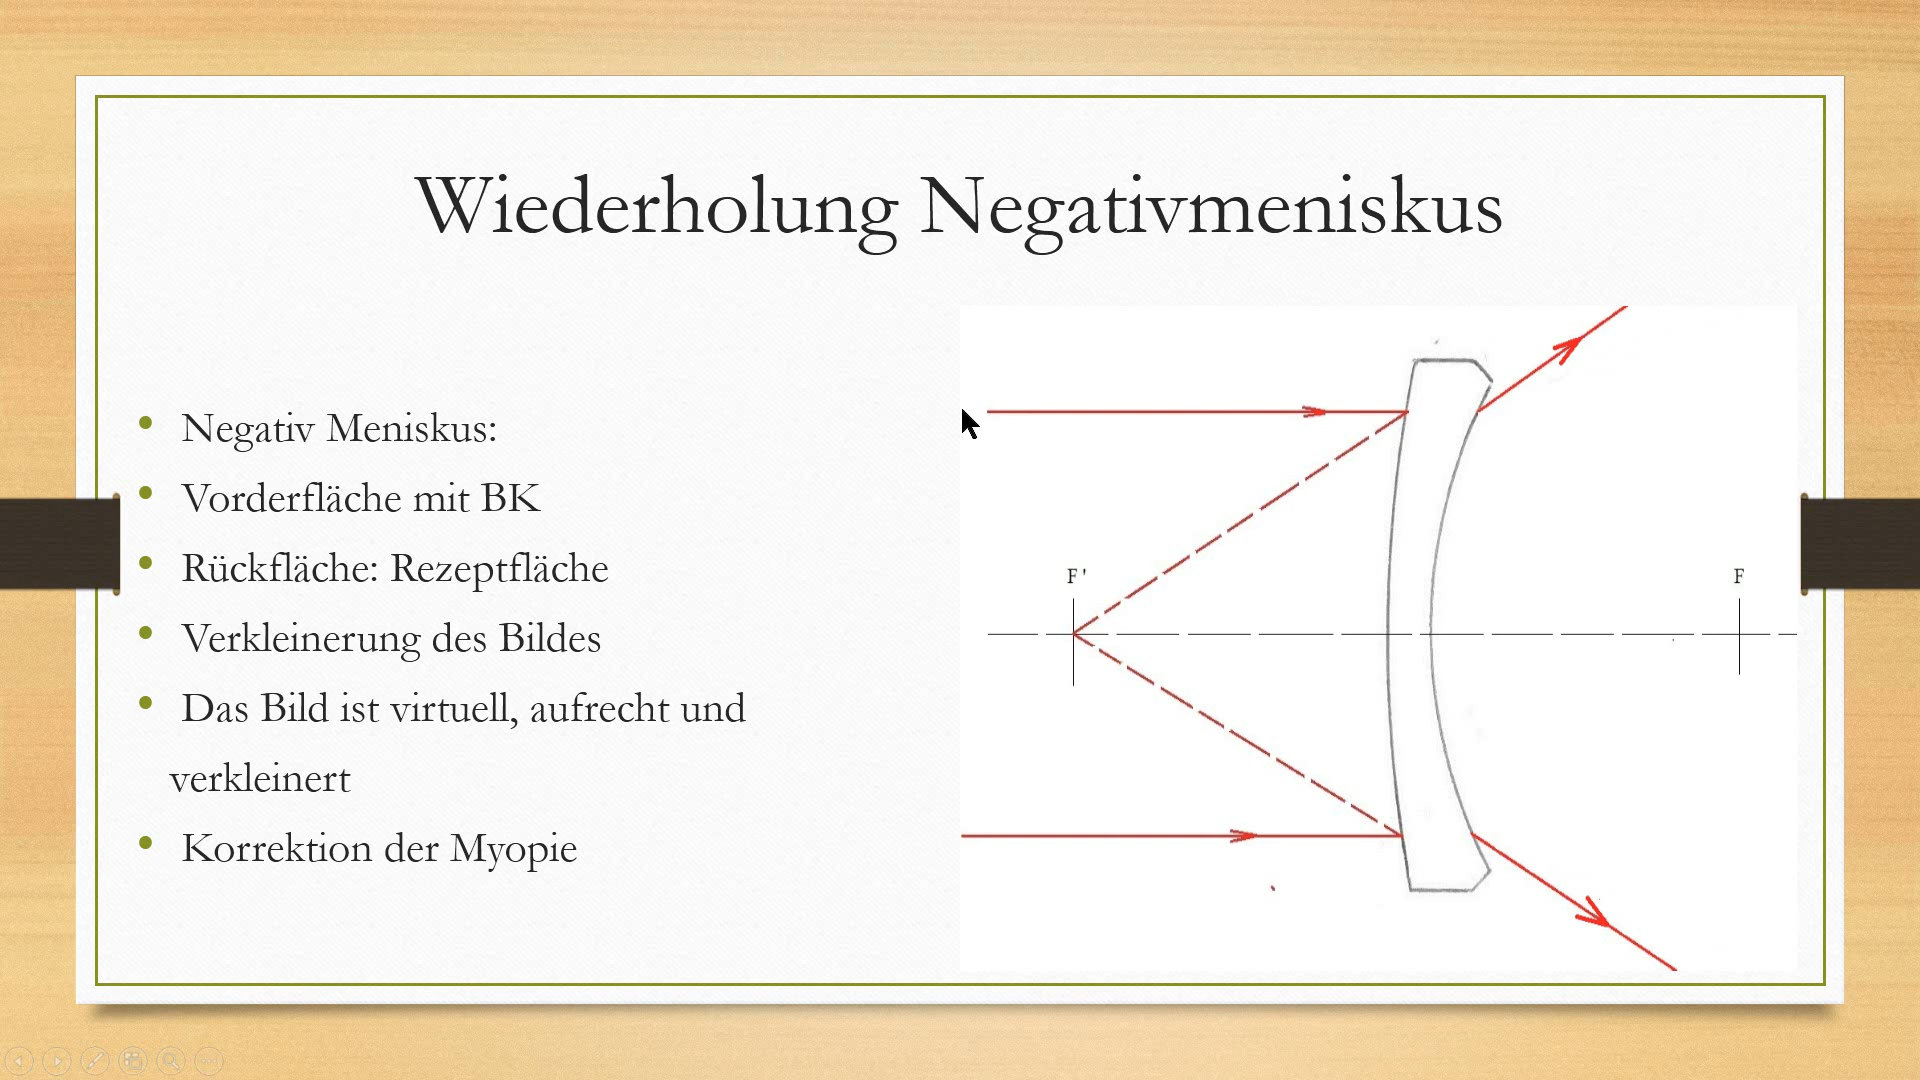 Wiederholung Negativmeniskus
Negativ Meniskus:
Vorderfläche mit BK
Rückfläche: Rezeptfläche
Verkleinerung des Bildes
Das Bild ist virtuell, aufrecht und
verkleinert
Korrektion der Myopie
F'
F